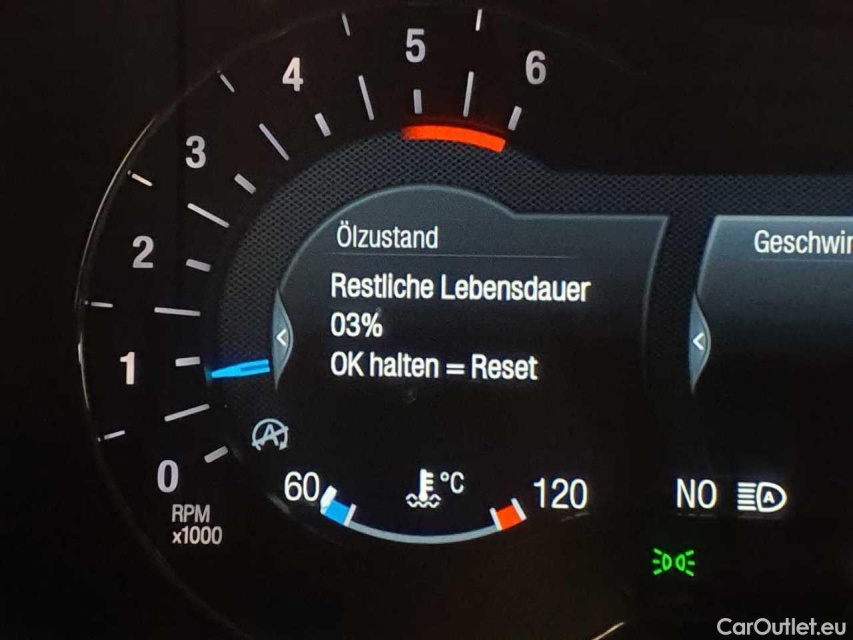 5
6
4
3
2
1
0
RPM
x1000
Ölzustand
Restliche Lebensdauer
03%
OK halten = Reset
60
°C
120
Geschwir
NO
A
A
CarOutlet.eu